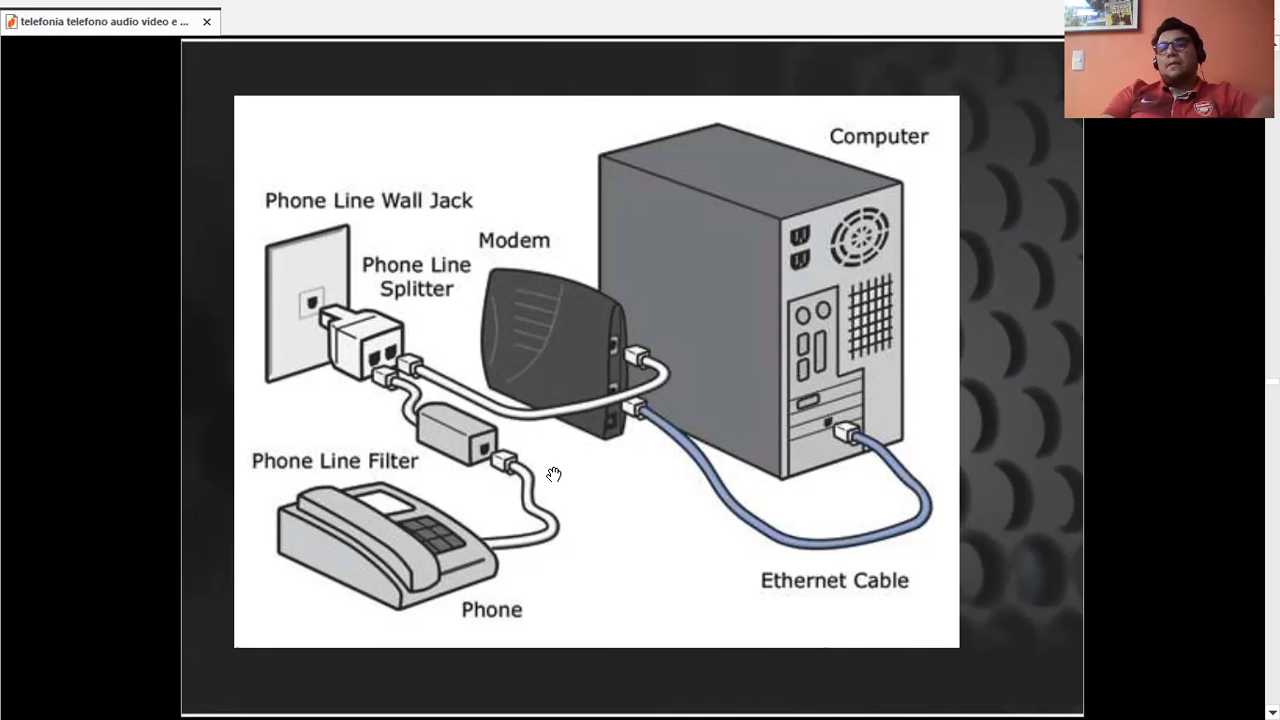 telefonia telefono audio video e ...
Computer
Phone Line Wall Jack
Modem
Phone Line
Splitter
Phone Line Filter
Ethernet Cable
Phone